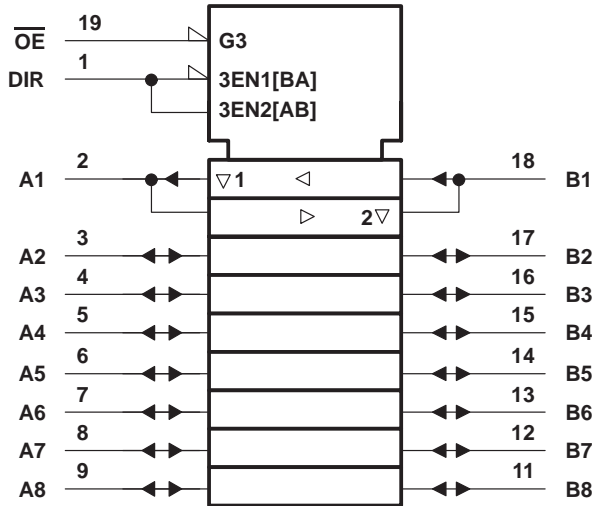 OE 19 G3
DIR 1 3EN1[BA]
3EN2[AB]
A1 2 ▽1 ◁ 18 B1
▷ 2▽
A2 3 17 B2
A3 4 16 B3
A4 5 15 B4
A5 6 14 B5
A6 7 13 B6
A7 8 12 B7
A8 9 11 B8